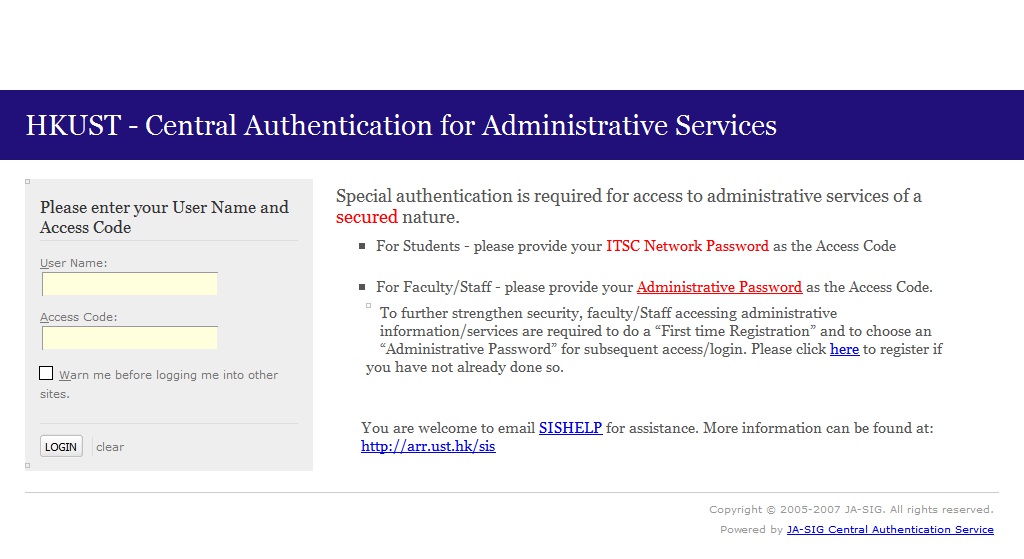 HKUST - Central Authentication for Administrative Services
Please enter your User Name and
Access Code
User Name:
Access Code:
Warn me before logging me into other
sites.
LOGIN
clear
Special authentication is required for access to administrative services of a
secured nature.
For Students - please provide your ITSC Network Password as the Access Code
For Faculty/Staff - please provide your Administrative Password as the Access Code.
To further strengthen security, faculty/Staff accessing administrative
information/services are required to do a “First time Registration” and to choose an
“Administrative Password” for subsequent access/login. Please click here to register if
you have not already done so.
You are welcome to email SISHELP for assistance. More information can be found at:
http://arr.ust.hk/sis
Copyright © 2005-2007 JA-SIG. All rights reserved.
Powered by JA-SIG Central Authentication Service